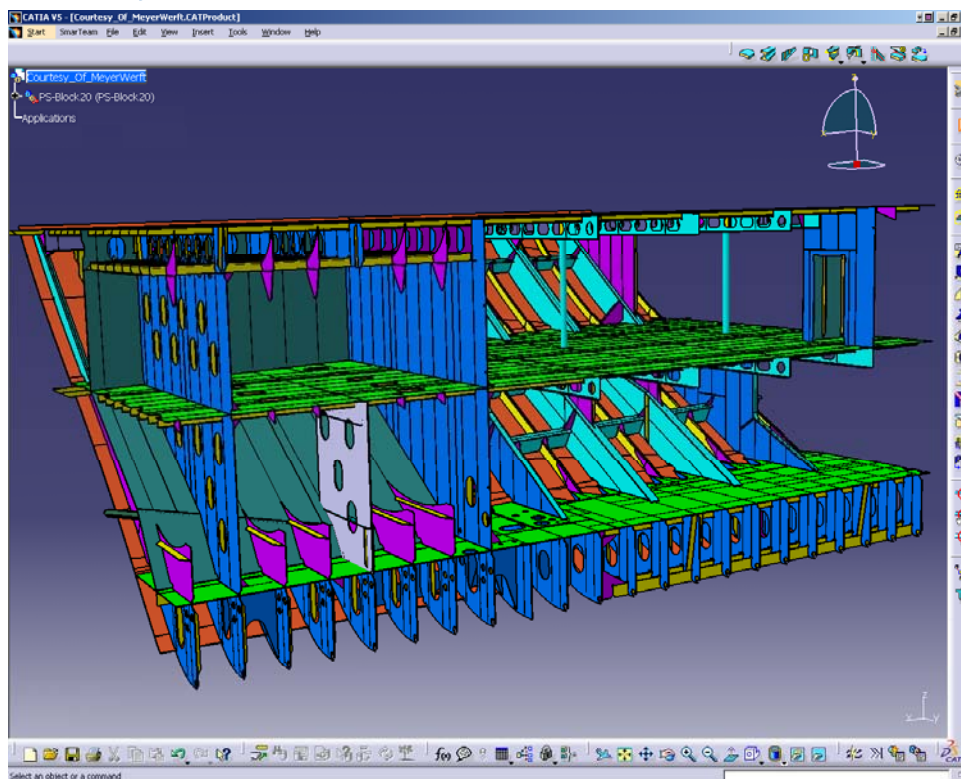 CATIA V5 - [Courtesy_Of_MeyerWerft.CATProduct]
Start SmarTeam File Edit View Insert Tools Window Help
Courtesy_Of_MeyerWerft
PS-Block20 (PS-Block20)
Applications
z
x y
f(x)
CAT
Select an object or a command